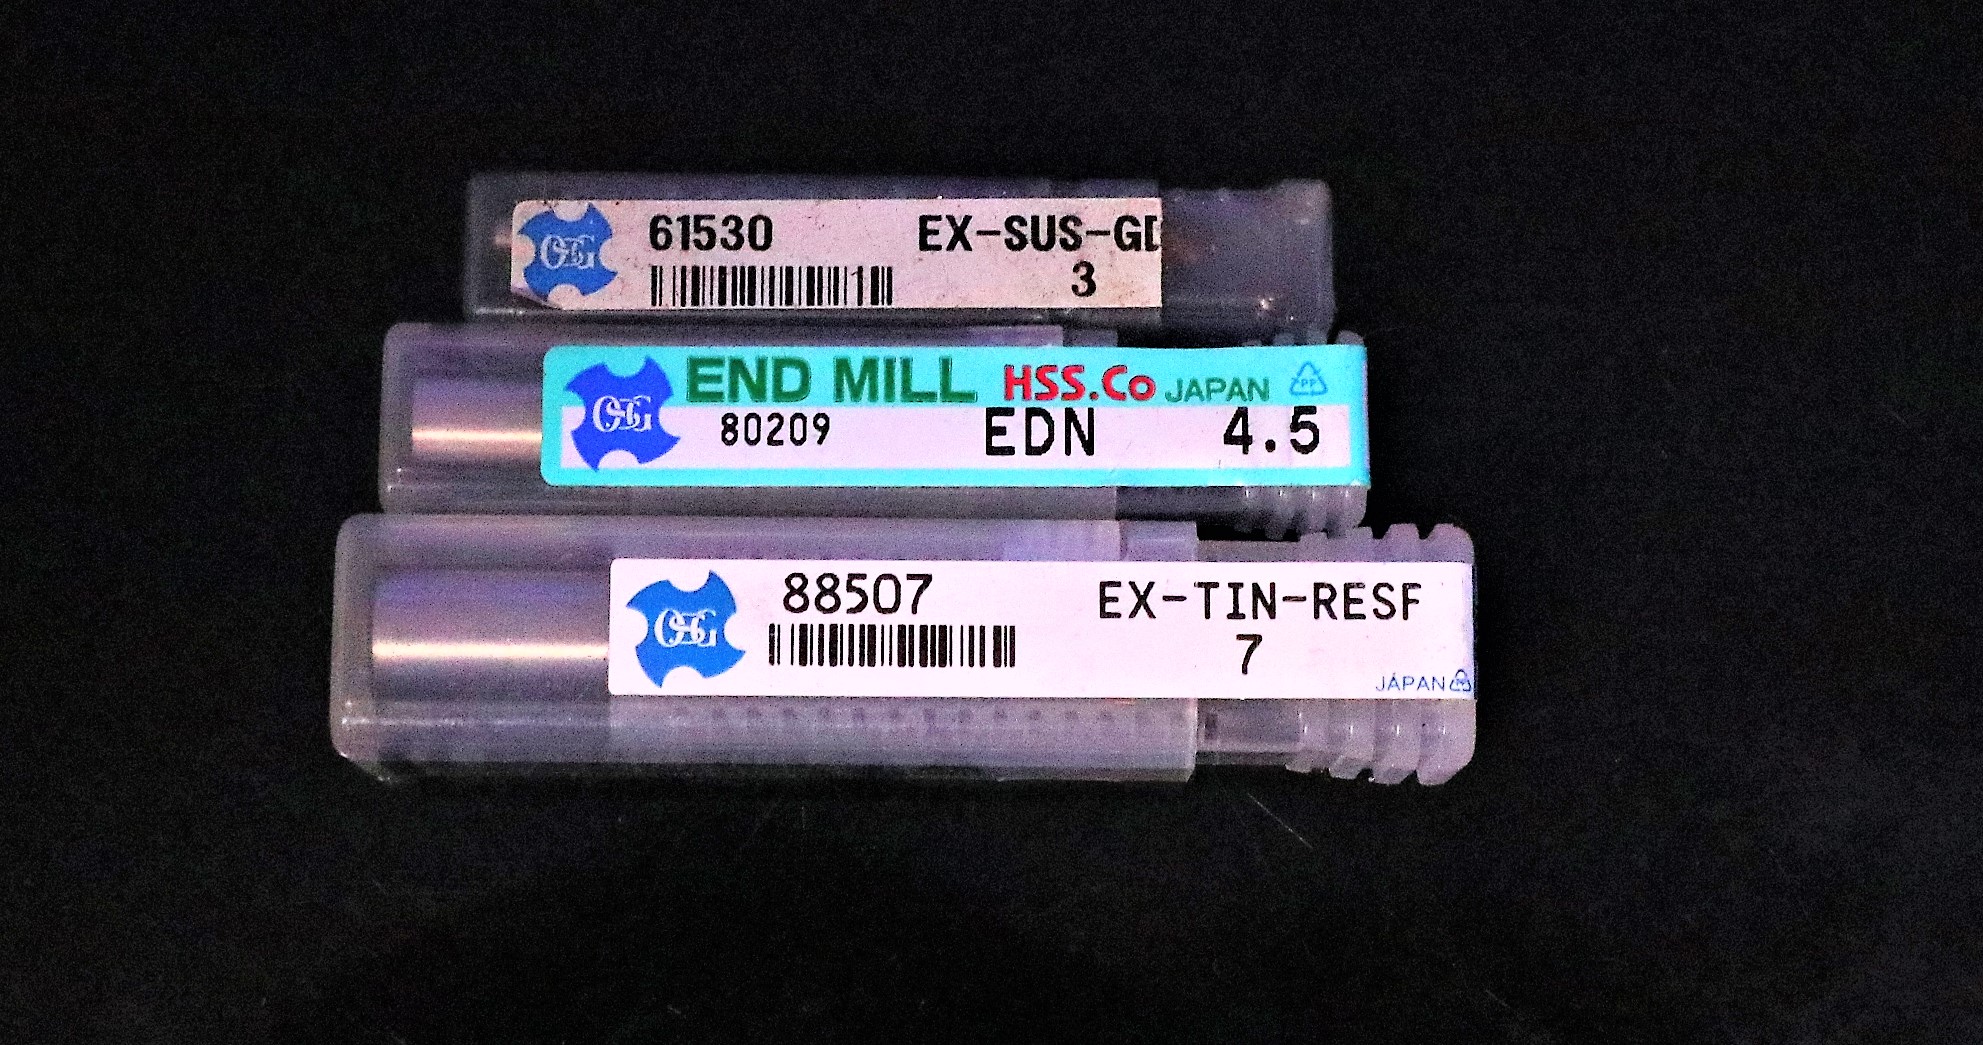 OSG 61530 EX-SUS-GD
3
OSG END MILL HSS.Co JAPAN PP
80209 EDN 4.5
OSG 88507 EX-TIN-RESF
7
JAPAN